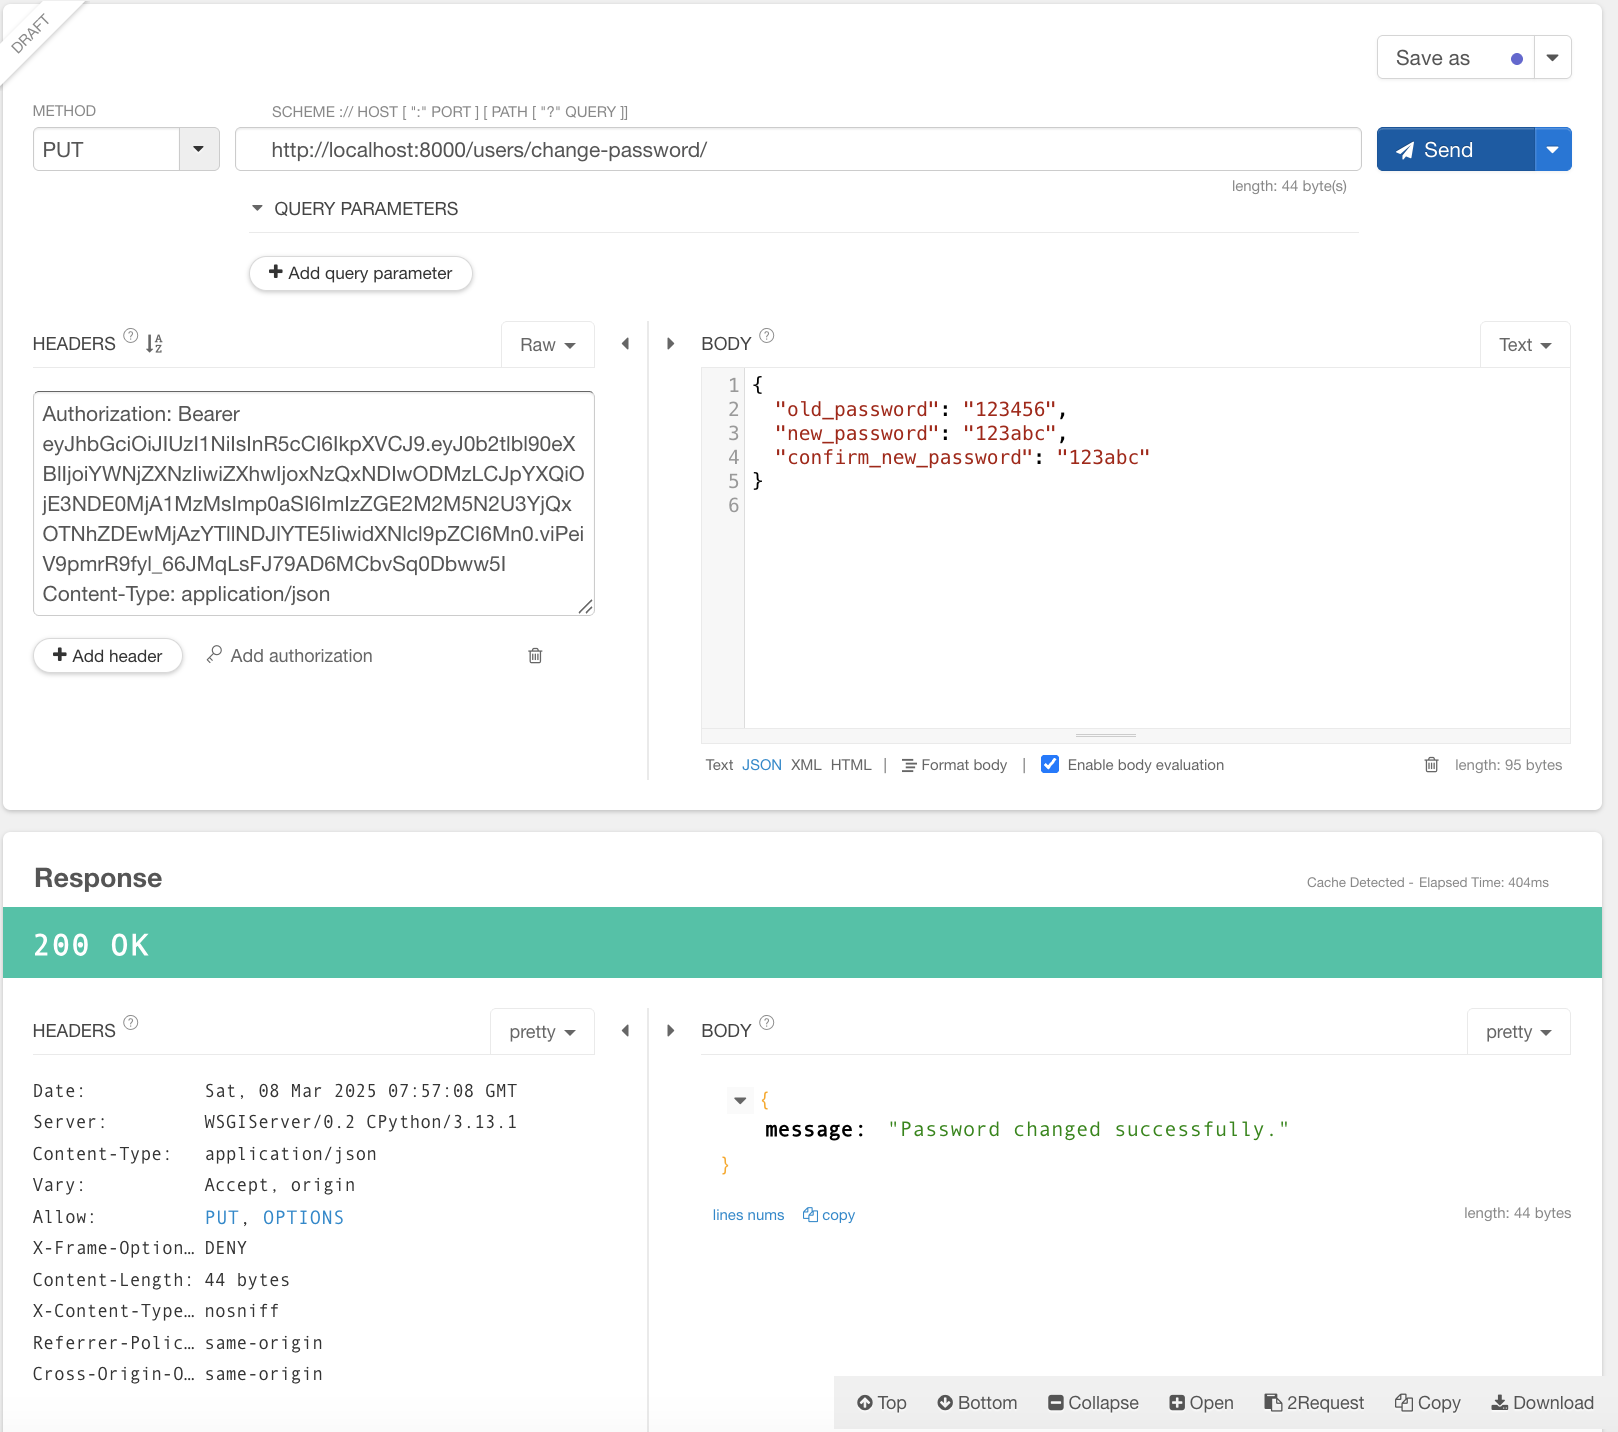 DRAFT
Save as
METHOD
SCHEME :// HOST [ ":" PORT ] [ PATH [ "?" QUERY ]]
PUT
http://localhost:8000/users/change-password/
Send
length: 44 byte(s)
QUERY PARAMETERS
Add query parameter
HEADERS
Raw
Authorization: Bearer
eyJhbGciOiJIUzI1NiIsInR5cCI6IkpXVCJ9.eyJ0b2tlbl90eX
BlIjoiYWNjZXNzIiwiZXhwIjoxNzQxNDIwODMzLCJpYXQiO
jE3NDE0MjA1MzMsImp0aSI6ImIzZGE2M2M5N2U3YjQx
OTNhZDEwMjAzYTllNDJlYTE5IiwidXNlcl9pZCI6Mn0.viPei
V9pmrR9fyl_66JMqLsFJ79AD6MCbvSq0Dbww5I
Content-Type: application/json
Add header
Add authorization
BODY
Text
1 {
2 "old_password": "123456",
3 "new_password": "123abc",
4 "confirm_new_password": "123abc"
5 }
6
Text JSON XML HTML | Format body | Enable body evaluation
length: 95 bytes
Response
Cache Detected - Elapsed Time: 404ms
200 OK
HEADERS
pretty
Date: Sat, 08 Mar 2025 07:57:08 GMT
Server: WSGIServer/0.2 CPython/3.13.1
Content-Type: application/json
Vary: Accept, origin
Allow: PUT, OPTIONS
X-Frame-Option… DENY
Content-Length: 44 bytes
X-Content-Type… nosniff
Referrer-Polic… same-origin
Cross-Origin-O… same-origin
BODY
pretty
{
message: "Password changed successfully."
}
lines nums
copy
length: 44 bytes
Top
Bottom
Collapse
Open
2Request
Copy
Download